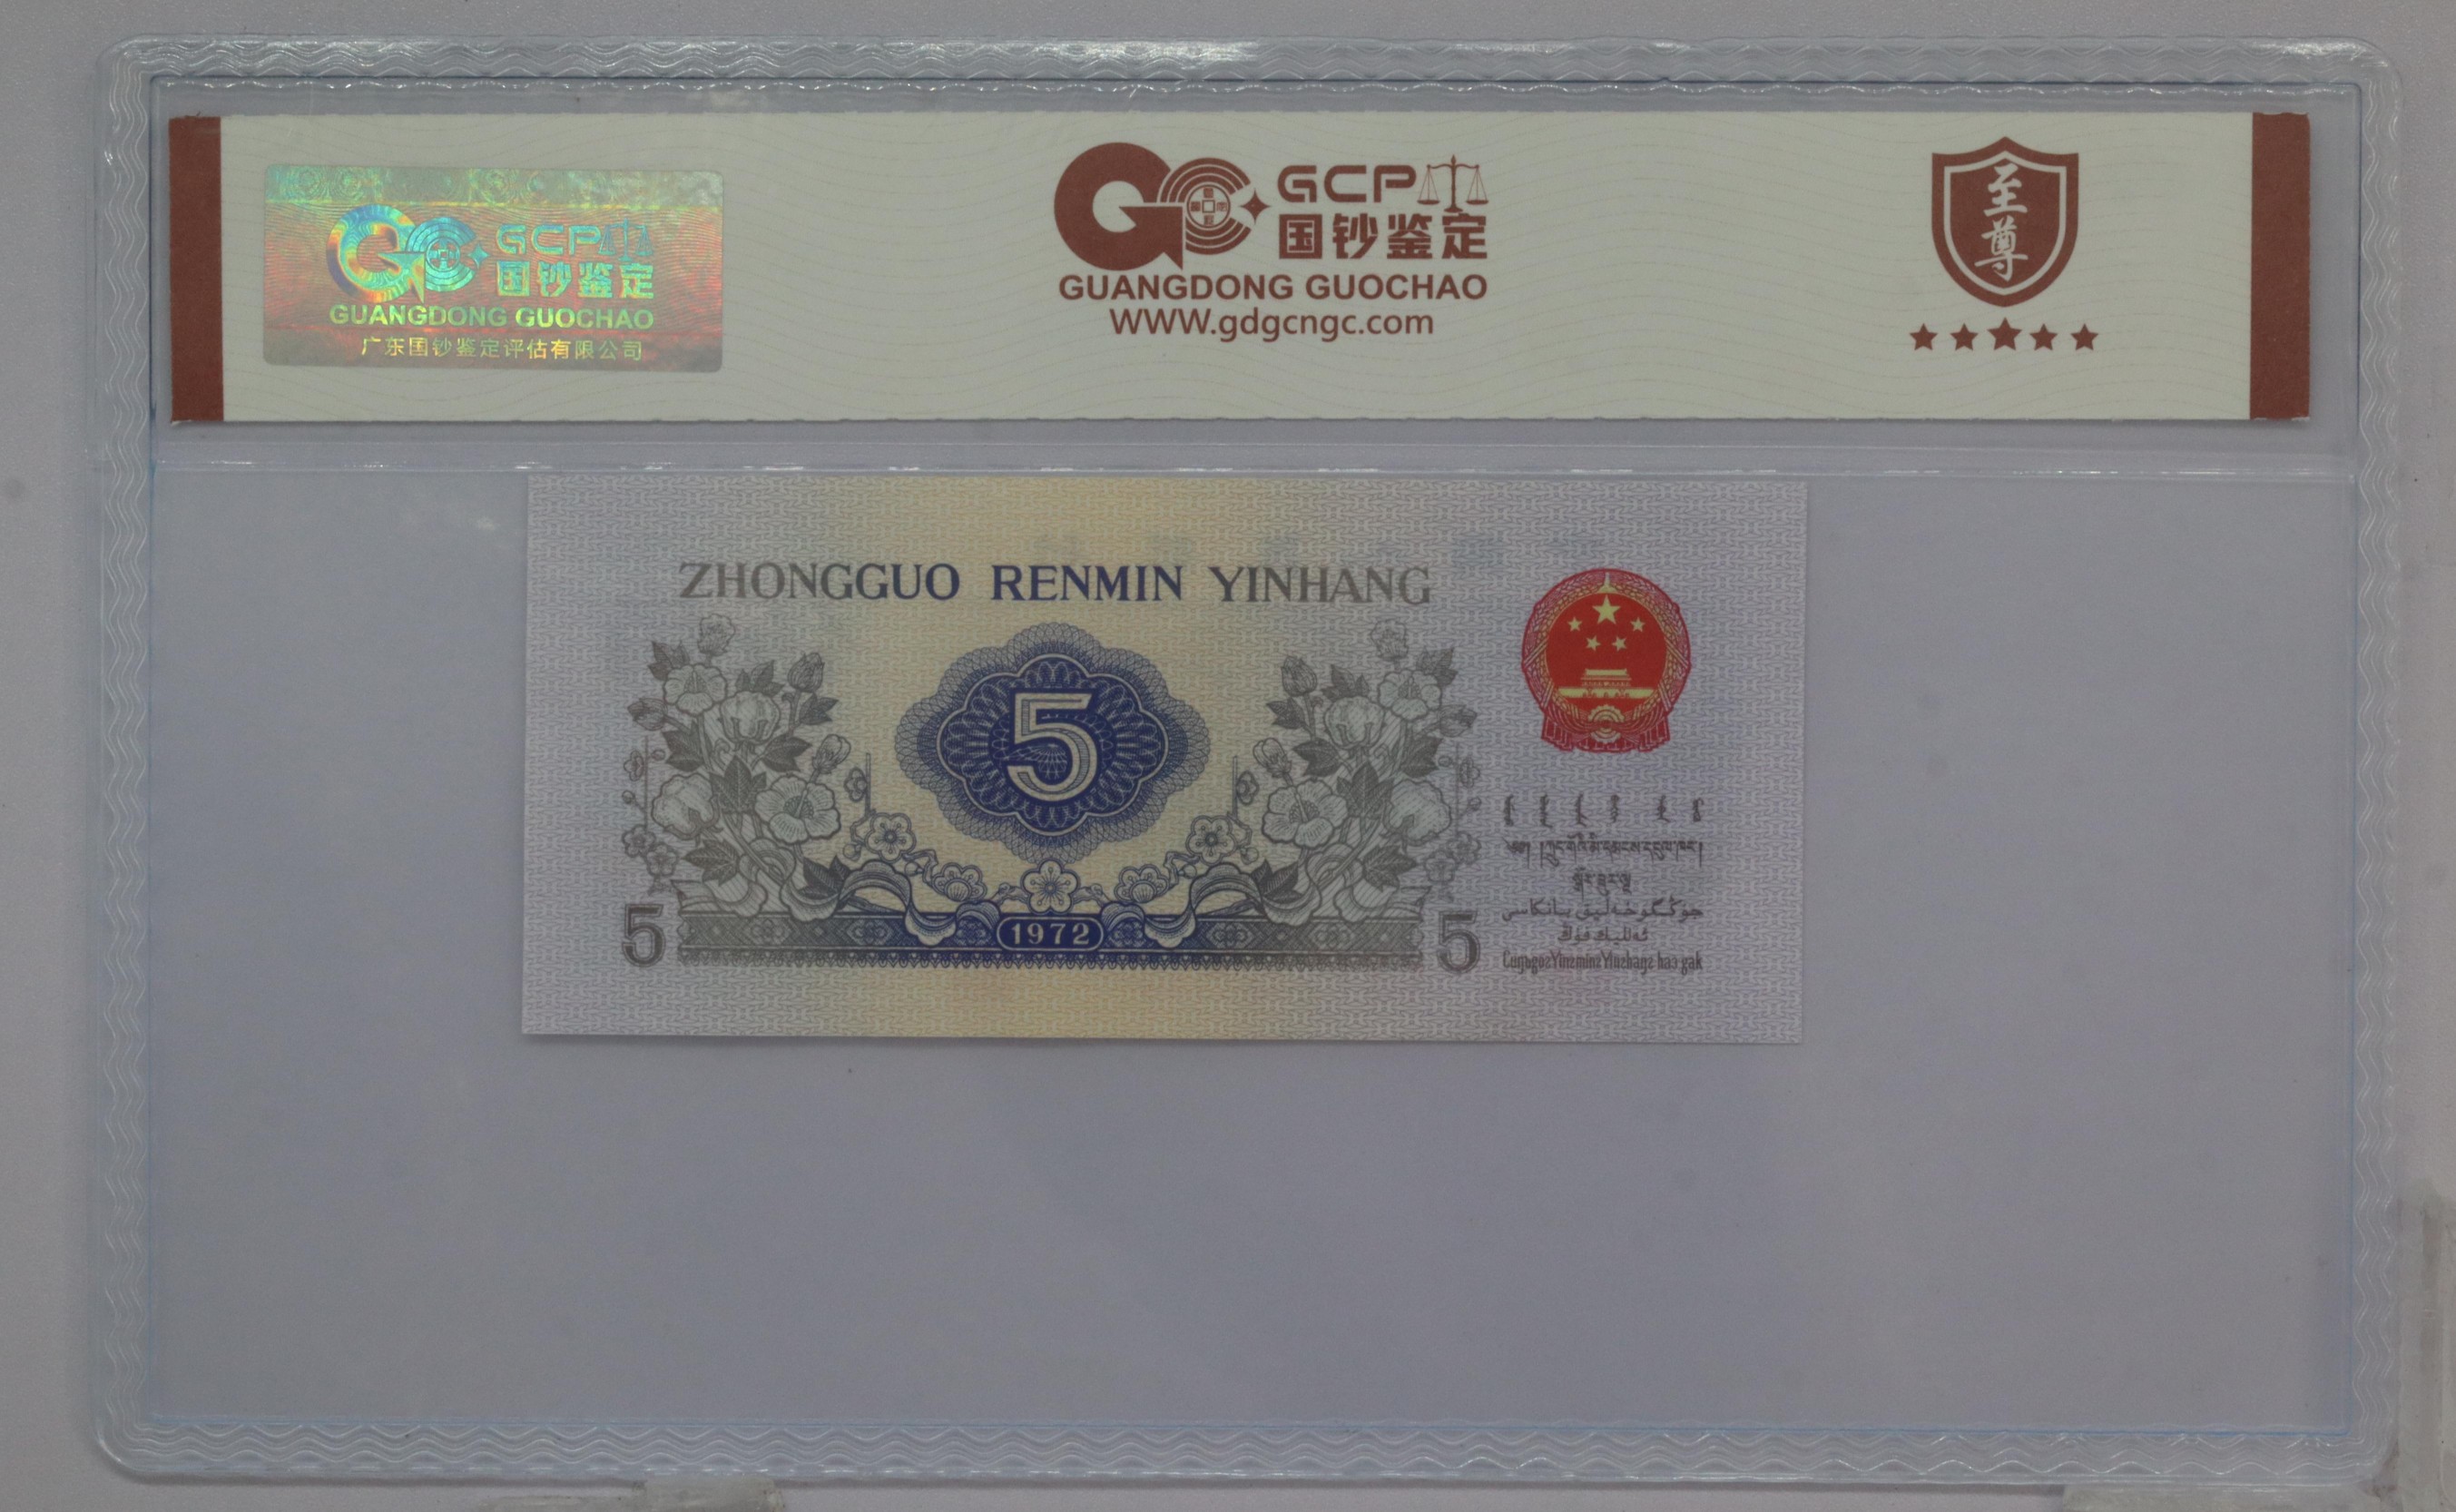 GCP
国钞鉴定
GUANGDONG GUOCHAO
广东国钞鉴定评估有限公司
GCP
国钞鉴定
GUANGDONG GUOCHAO
WWW.gdgcngc.com
至尊
ZHONGGUO RENMIN YINHANG
5
5
1972
5
جۇڭگوخەلىق بانكاسى